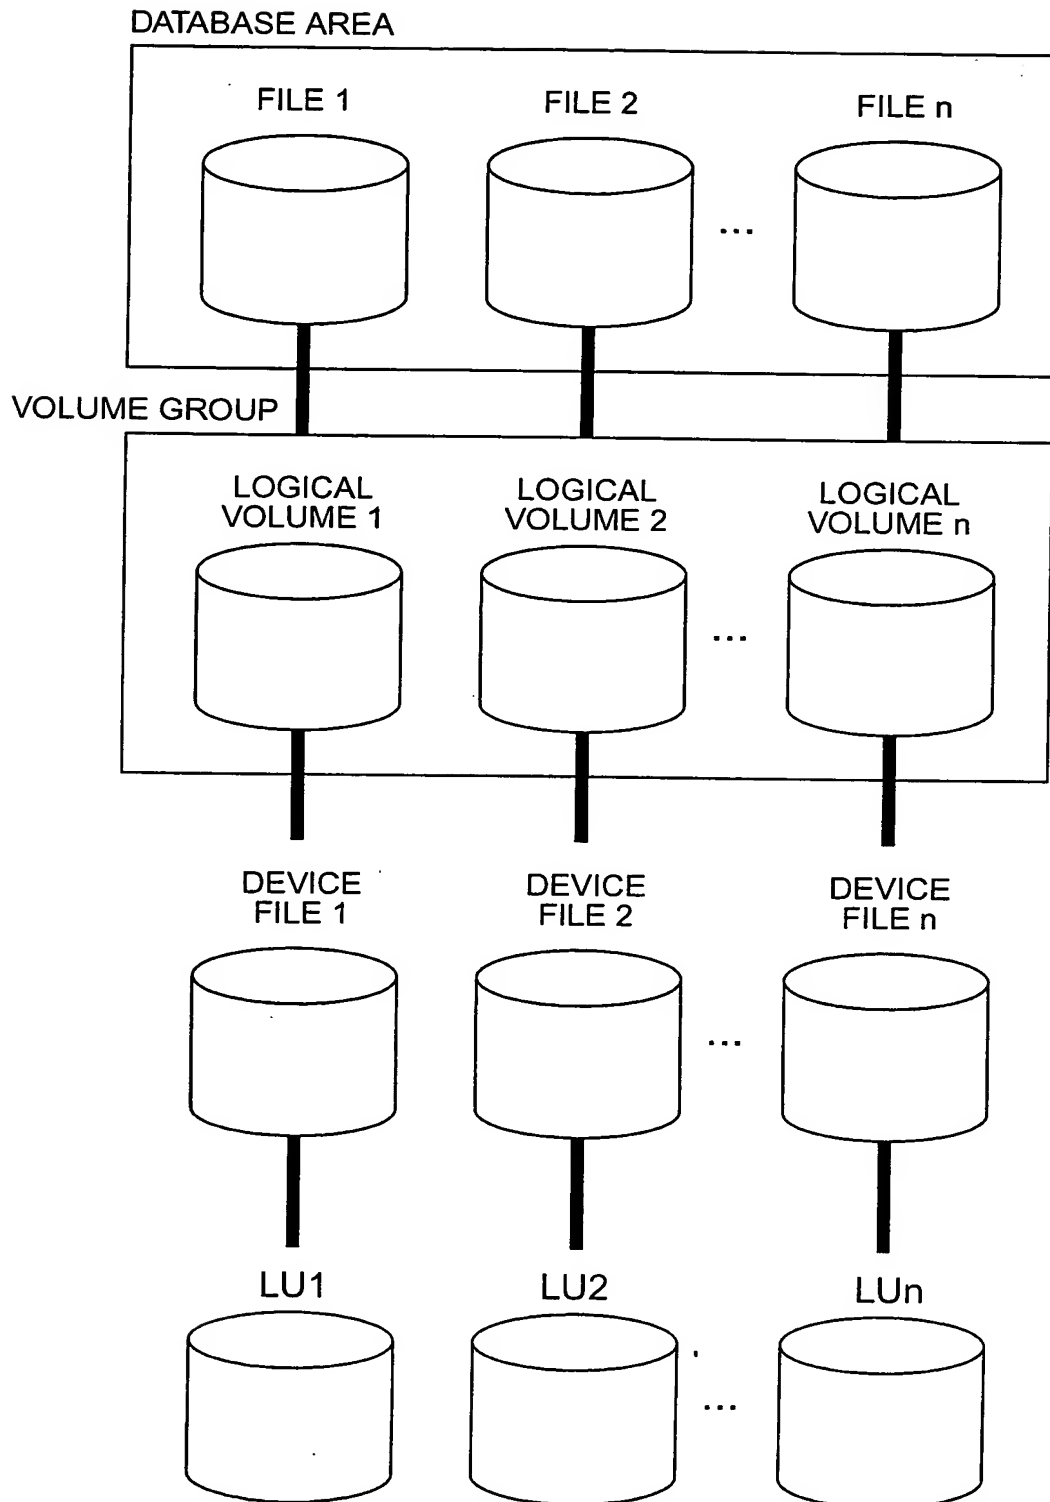 DATABASE AREA
FILE 1
FILE 2
FILE n
...
VOLUME GROUP
LOGICAL
VOLUME 1
LOGICAL
VOLUME 2
LOGICAL
VOLUME n
...
DEVICE
FILE 1
DEVICE
FILE 2
DEVICE
FILE n
...
LU1
LU2
LUn
...